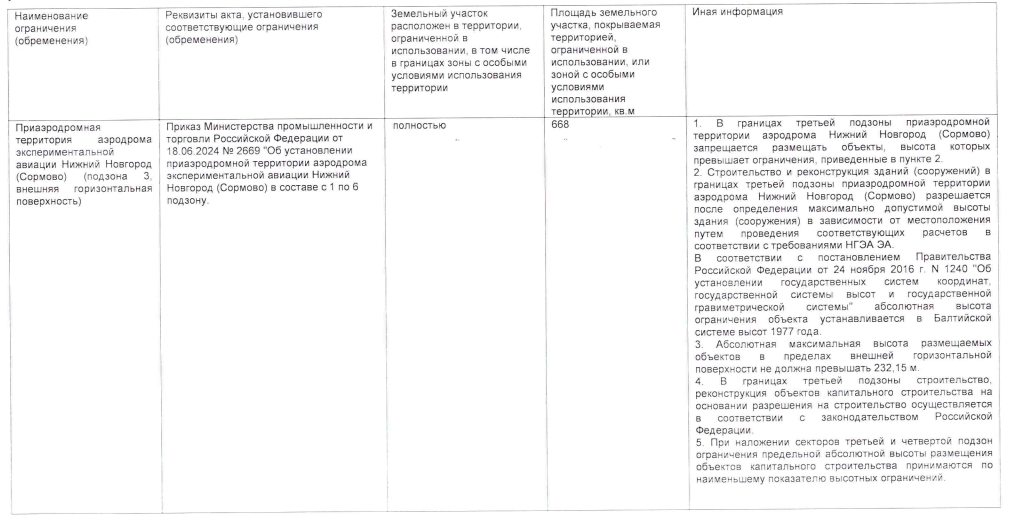 Наименование
ограничения
(обременения)
Реквизиты акта, установившего
соответствующие ограничения
(обременения)
Земельный участок
расположен в территории,
ограниченной в
использовании, в том числе
в границах зоны с особыми
условиями использования
территории
Площадь земельного
участка, покрываемая
территорией,
ограниченной в
использовании, или
зоной с особыми
условиями
использования
территории, кв.м
Иная информация
Приаэродромная
территория аэродрома
экспериментальной
авиации Нижний Новгород
(Сормово) (подзона 3,
внешняя горизонтальная
поверхность)
Приказ Министерства промышленности и
торговли Российской Федерации от
18.06.2024 № 2669 "Об установлении
приаэродромной территории аэродрома
экспериментальной авиации Нижний
Новгород (Сормово) в составе с 1 по 6
подзону.
полностью
668
1. В границах третьей подзоны приаэродромной
территории аэродрома Нижний Новгород (Сормово)
запрещается размещать объекты, высота которых
превышает ограничения, приведенные в пункте 2.
2. Строительство и реконструкция зданий (сооружений) в
границах третьей подзоны приаэродромной территории
аэродрома Нижний Новгород (Сормово) разрешается
после определения максимально допустимой высоты
здания (сооружения) в зависимости от местоположения
путем проведения соответствующих расчетов в
соответствии с требованиями НГЭА ЭА.
В соответствии с постановлением Правительства
Российской Федерации от 24 ноября 2016 г. N 1240 "Об
установлении государственных систем координат,
государственной системы высот и государственной
гравиметрической системы" абсолютная высота
ограничения объекта устанавливается в Балтийской
системе высот 1977 года.
3. Абсолютная максимальная высота размещаемых
объектов в пределах внешней горизонтальной
поверхности не должна превышать 232,15 м.
4. В границах третьей подзоны строительство,
реконструкция объектов капитального строительства на
основании разрешения на строительство осуществляется
в соответствии с законодательством Российской
Федерации.
5. При наложении секторов третьей и четвертой подзон
ограничения предельной абсолютной высоты размещения
объектов капитального строительства принимаются по
наименьшему показателю высотных ограничений.